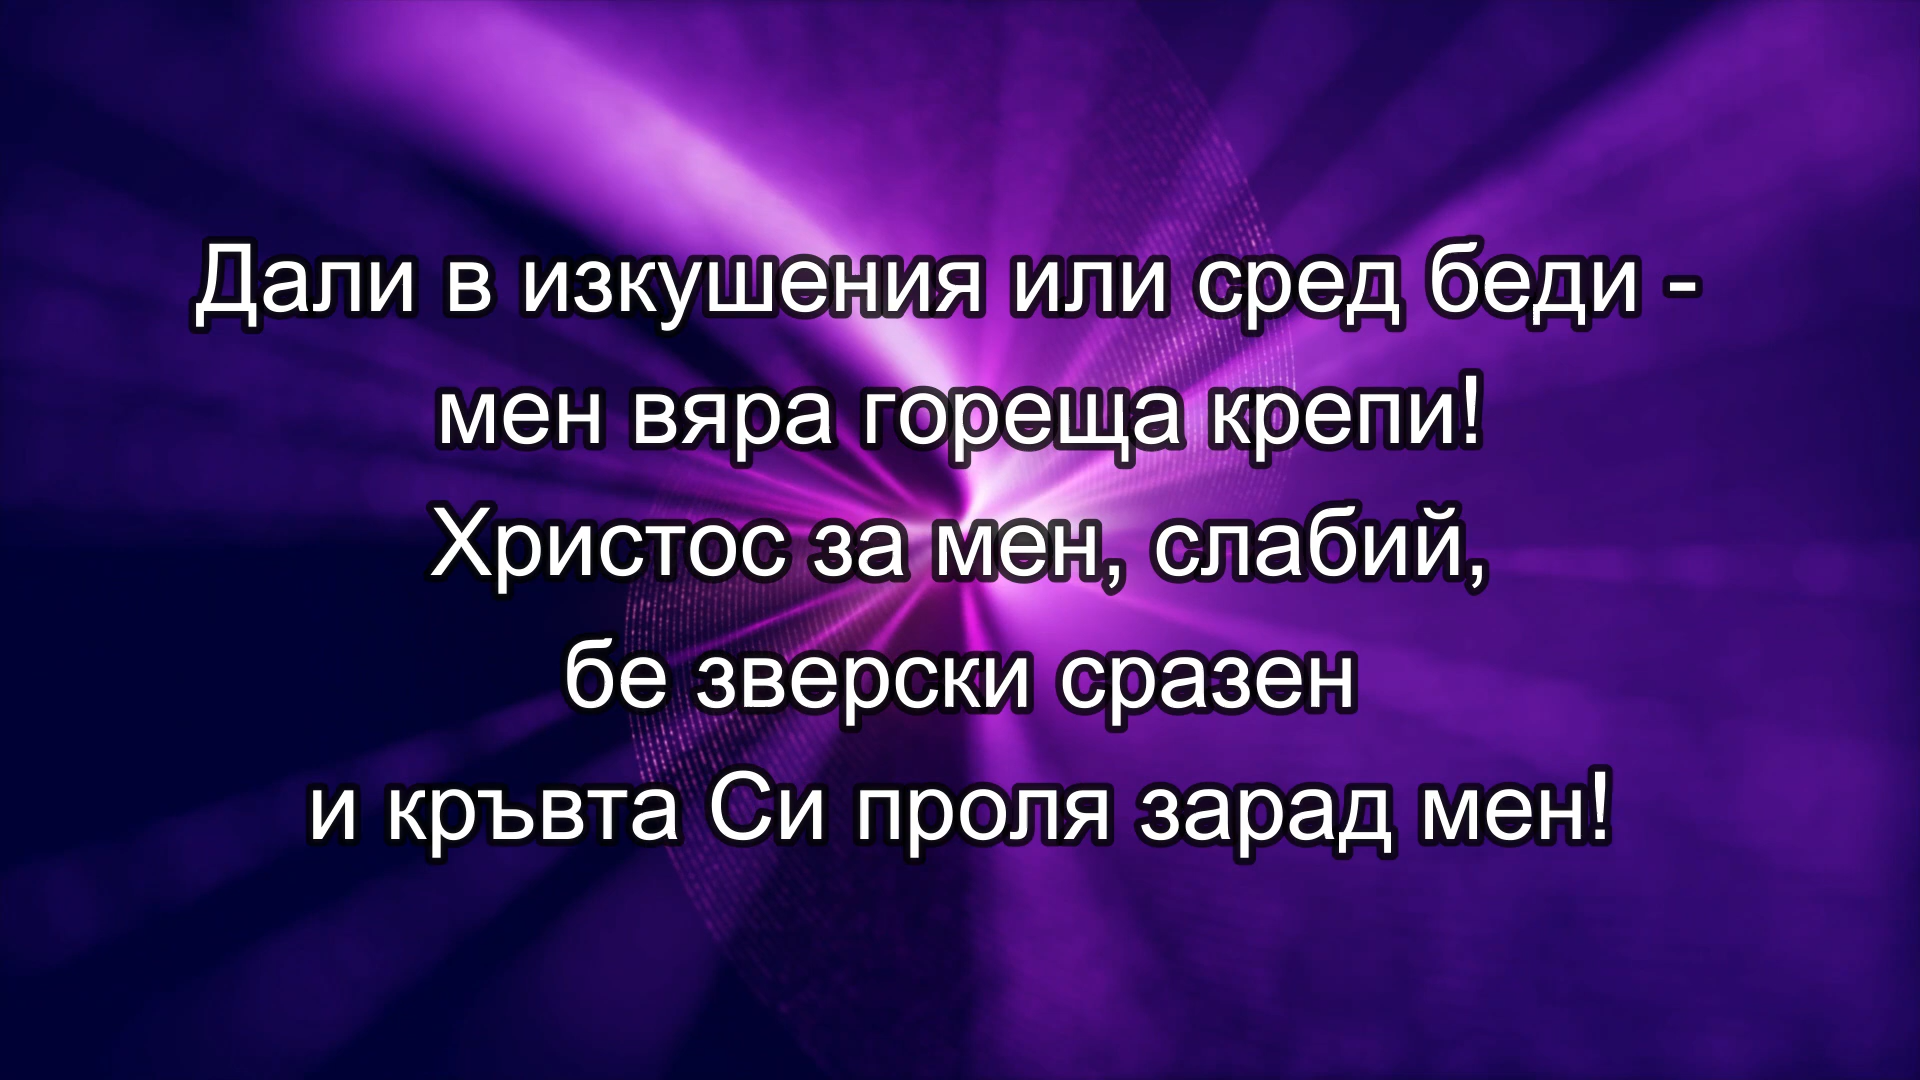 Дали в изкушения или сред беди -
мен вяра гореща крепи!
Христос за мен, слабий,
бе зверски сразен
и кръвта Си проля зарад мен!